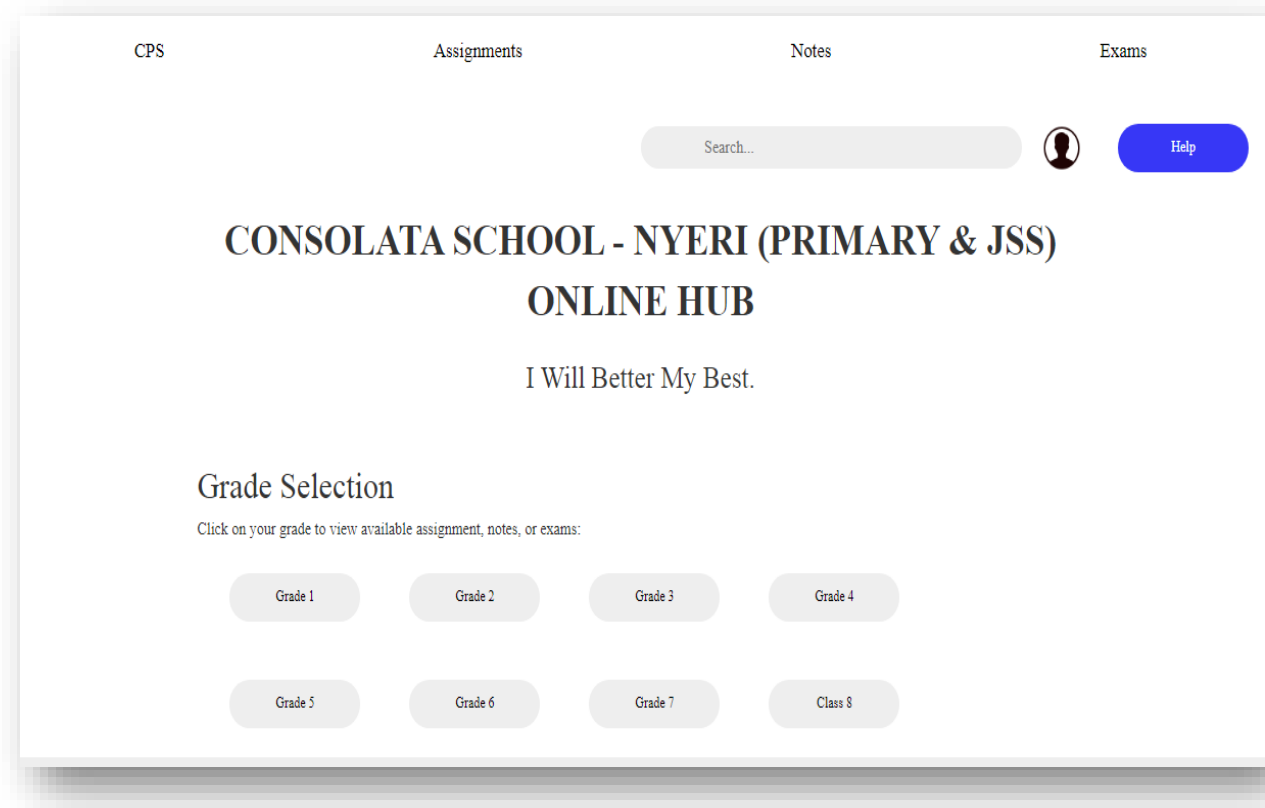 CPS Assignments Notes Exams
Search... Help
CONSOLATA SCHOOL - NYERI (PRIMARY & JSS)
ONLINE HUB
I Will Better My Best.
Grade Selection
Click on your grade to view available assignment, notes, or exams:
Grade 1 Grade 2 Grade 3 Grade 4
Grade 5 Grade 6 Grade 7 Class 8